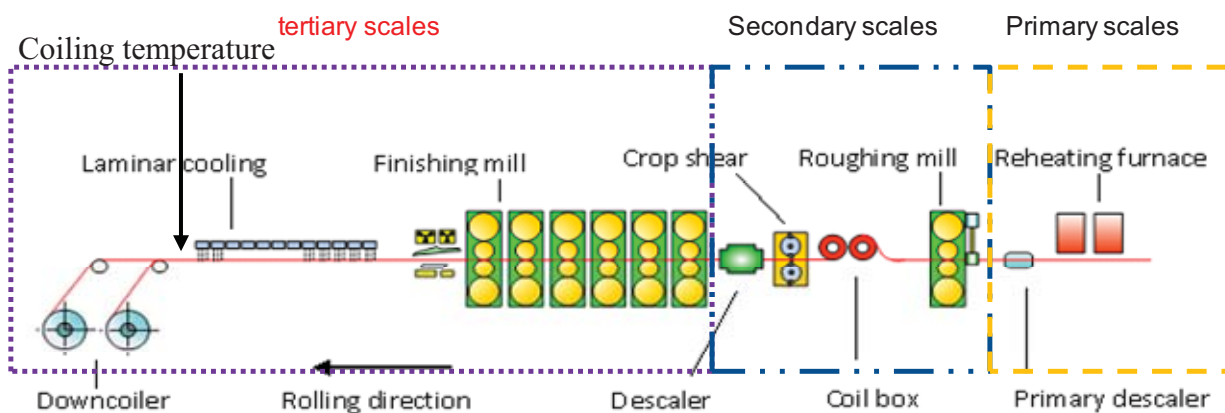 tertiary scales
Secondary scales
Primary scales
Coiling temperature
Laminar cooling
Finishing mill
Crop shear
Roughing mill
Reheating furnace
Downcoiler
Rolling direction
Descaler
Coil box
Primary descaler